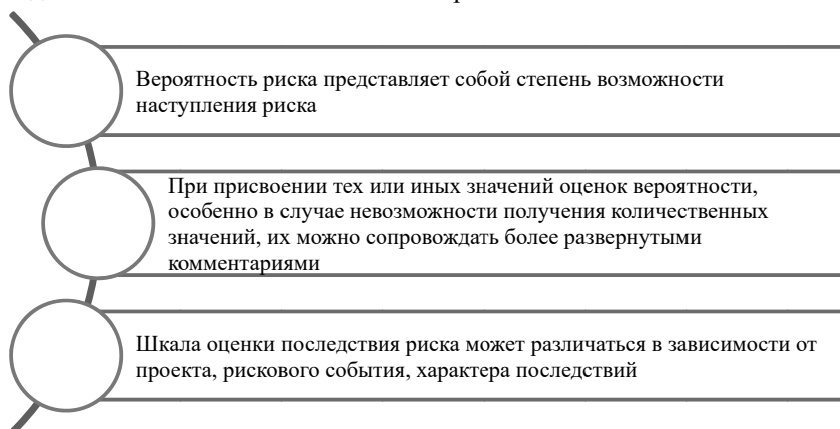 Вероятность риска представляет собой степень возможности
наступления риска
При присвоении тех или иных значений оценок вероятности,
особенно в случае невозможности получения количественных
значений, их можно сопровождать более развернутыми
комментариями
Шкала оценки последствия риска может различаться в зависимости от
проекта, рискового события, характера последствий